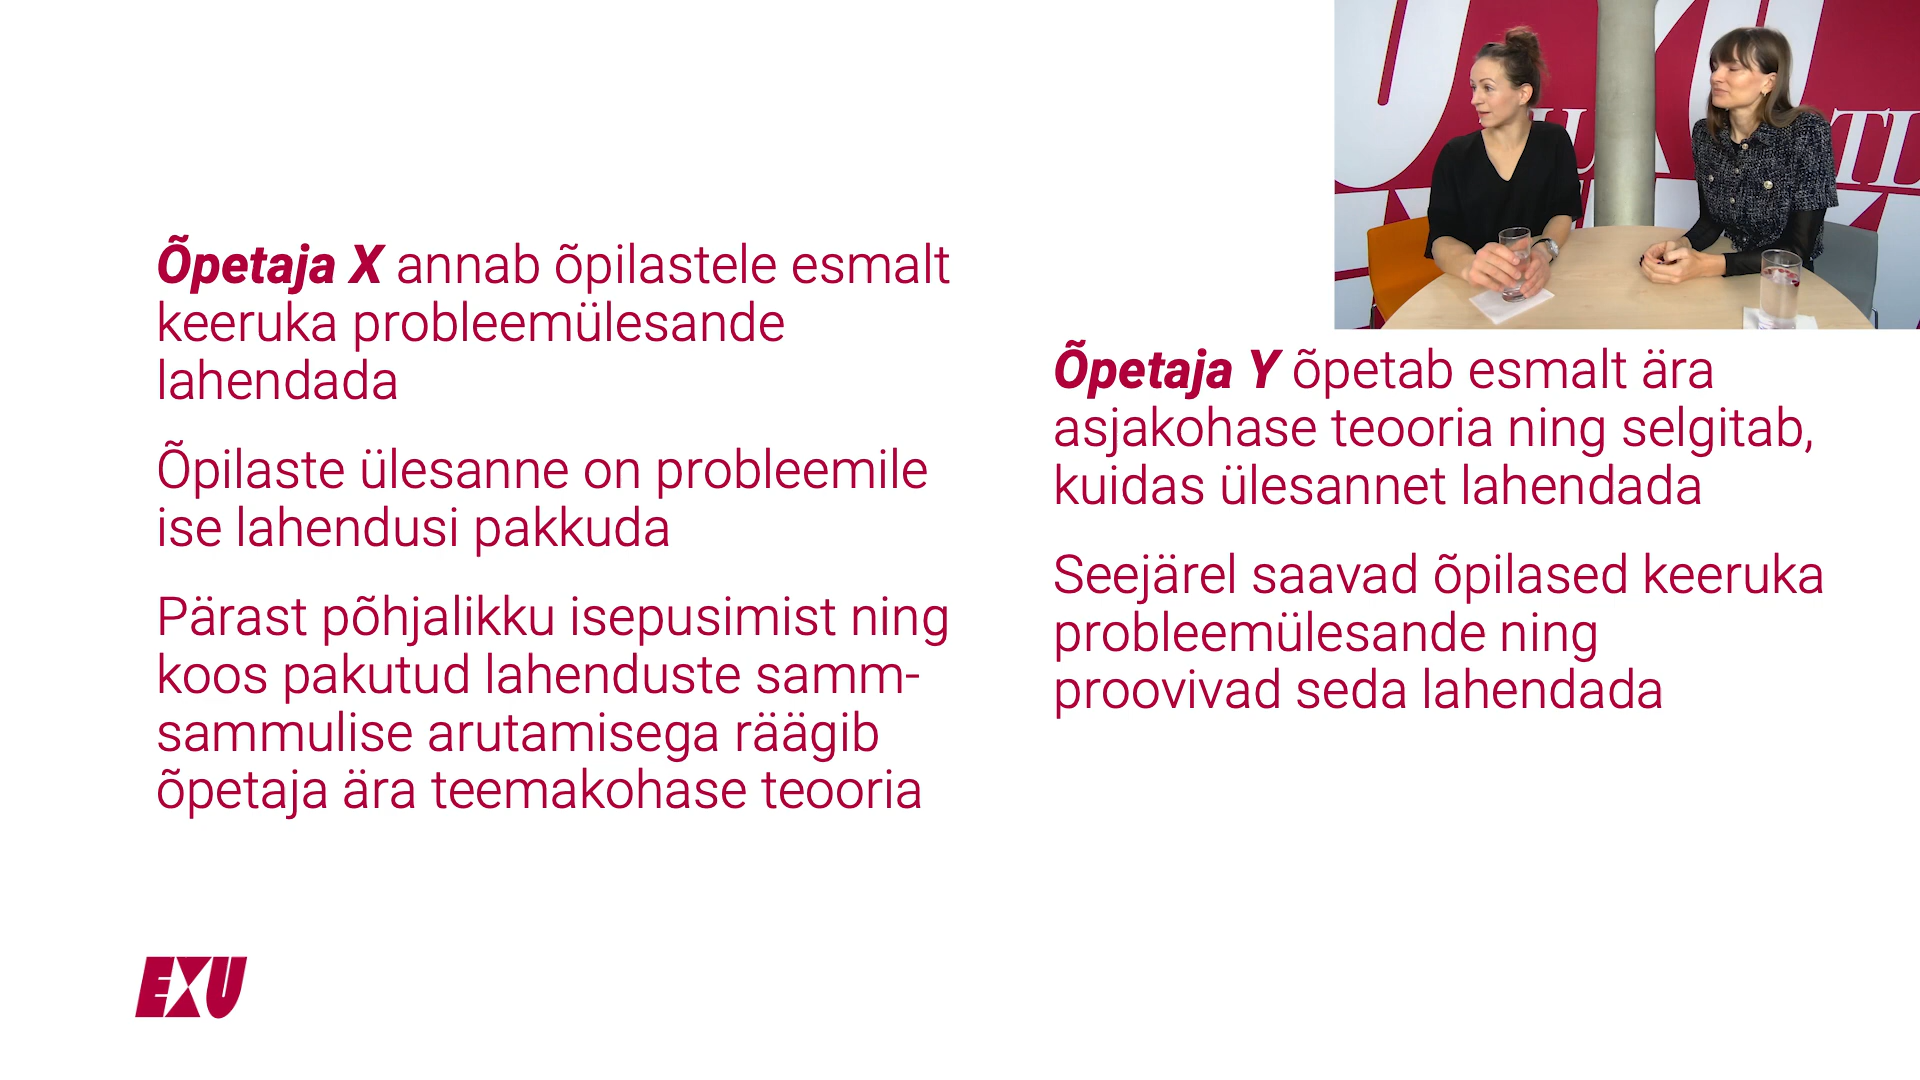 Õpetaja X annab õpilastele esmalt
keeruka probleemülesande
lahendada
Õpilaste ülesanne on probleemile
ise lahendusi pakkuda
Pärast põhjalikku isepusimist ning
koos pakutud lahenduste samm-
sammulise arutamisega räägib
õpetaja ära teemakohase teooria
Õpetaja Y õpetab esmalt ära
asjakohase teooria ning selgitab,
kuidas ülesannet lahendada
Seejärel saavad õpilased keeruka
probleemülesande ning
proovivad seda lahendada
EXU